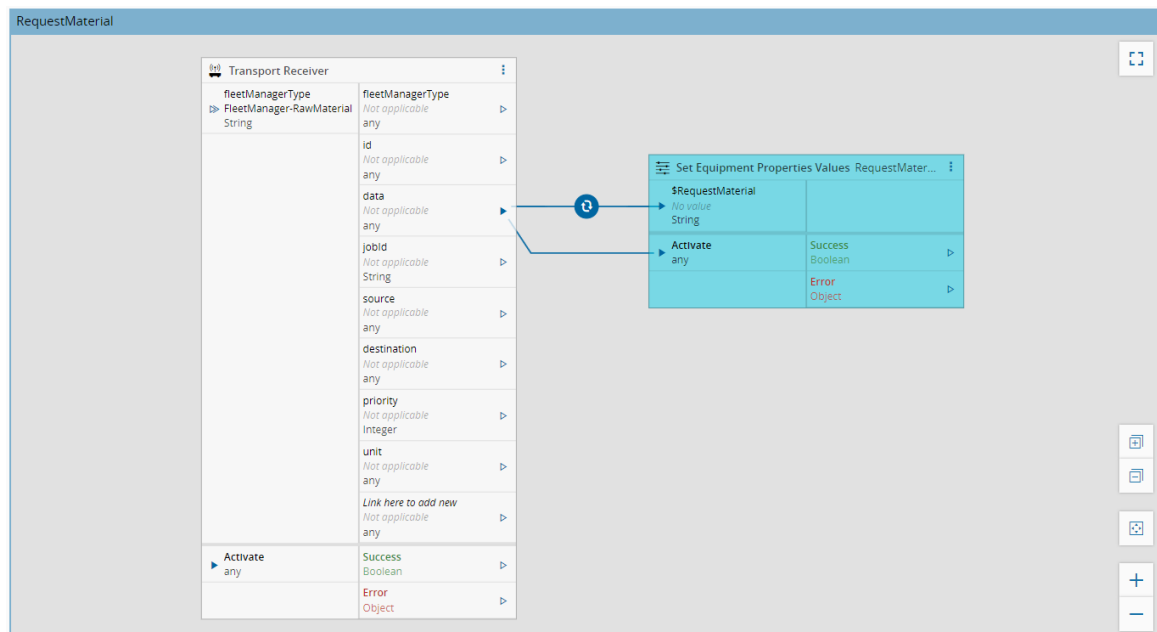 RequestMaterial
Transport Receiver
fleetManagerType
FleetManager-RawMaterial
String
fleetManagerType
Not applicable
any
id
Not applicable
any
data
Not applicable
any
jobId
Not applicable
String
source
Not applicable
any
destination
Not applicable
any
priority
Not applicable
Integer
unit
Not applicable
any
Link here to add new
Not applicable
any
Activate
any
Success
Boolean
Error
Object
Set Equipment Properties Values RequestMater...
$RequestMaterial
No value
String
Activate
any
Success
Boolean
Error
Object